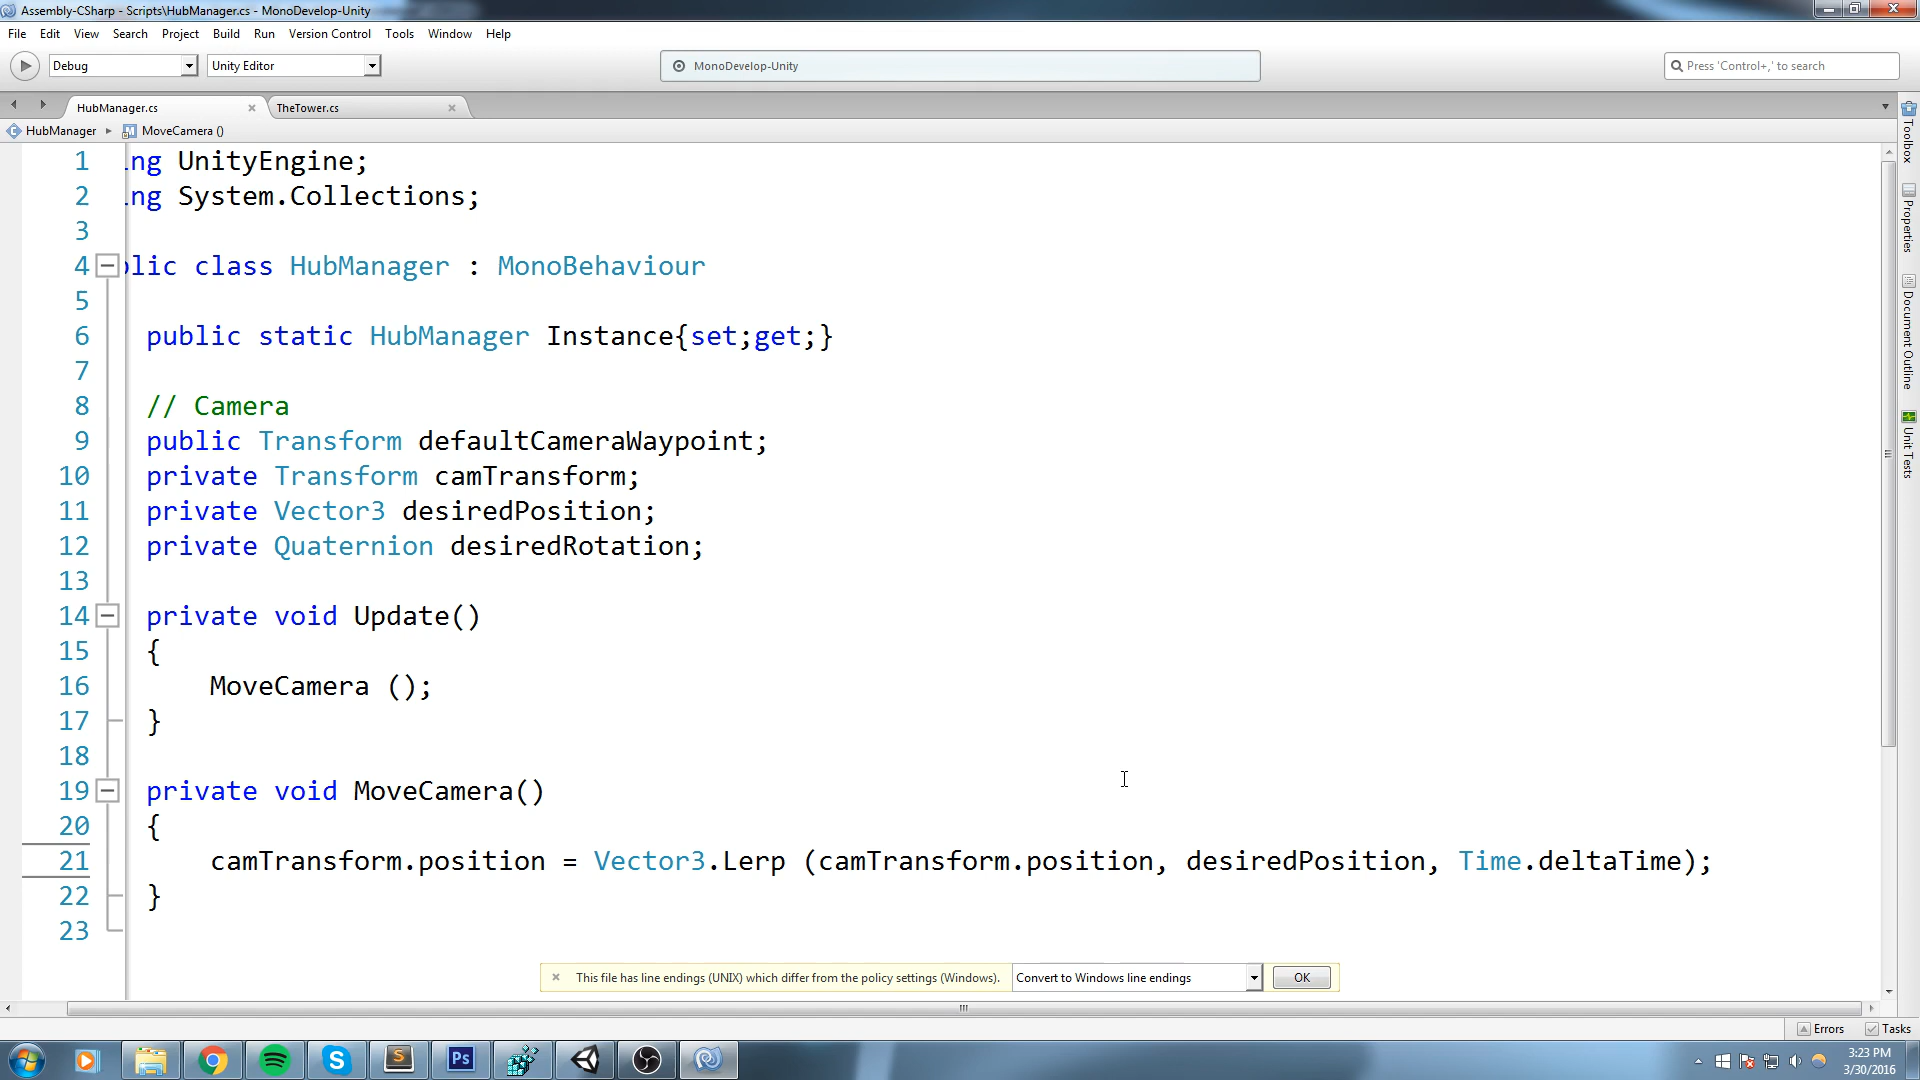 Assembly-CSharp - Scripts\HubManager.cs - MonoDevelop-Unity
File Edit View Search Project Build Run Version Control Tools Window Help
Debug Unity Editor MonoDevelop-Unity Press 'Control+,' to search
HubManager.cs TheTower.cs
HubManager MoveCamera ()
1 ing UnityEngine;
2 ing System.Collections;
3
4 blic class HubManager : MonoBehaviour
5
6 public static HubManager Instance{set;get;}
7
8 // Camera
9 public Transform defaultCameraWaypoint;
10 private Transform camTransform;
11 private Vector3 desiredPosition;
12 private Quaternion desiredRotation;
13
14 private void Update()
15 {
16 MoveCamera ();
17 }
18
19 private void MoveCamera()
20 {
21 camTransform.position = Vector3.Lerp (camTransform.position, desiredPosition, Time.deltaTime);
22 }
23
This file has line endings (UNIX) which differ from the policy settings (Windows). Convert to Windows line endings OK
Toolbox
Properties
Document Outline
Unit Tests
Errors Tasks
Ps
3:23 PM
3/30/2016